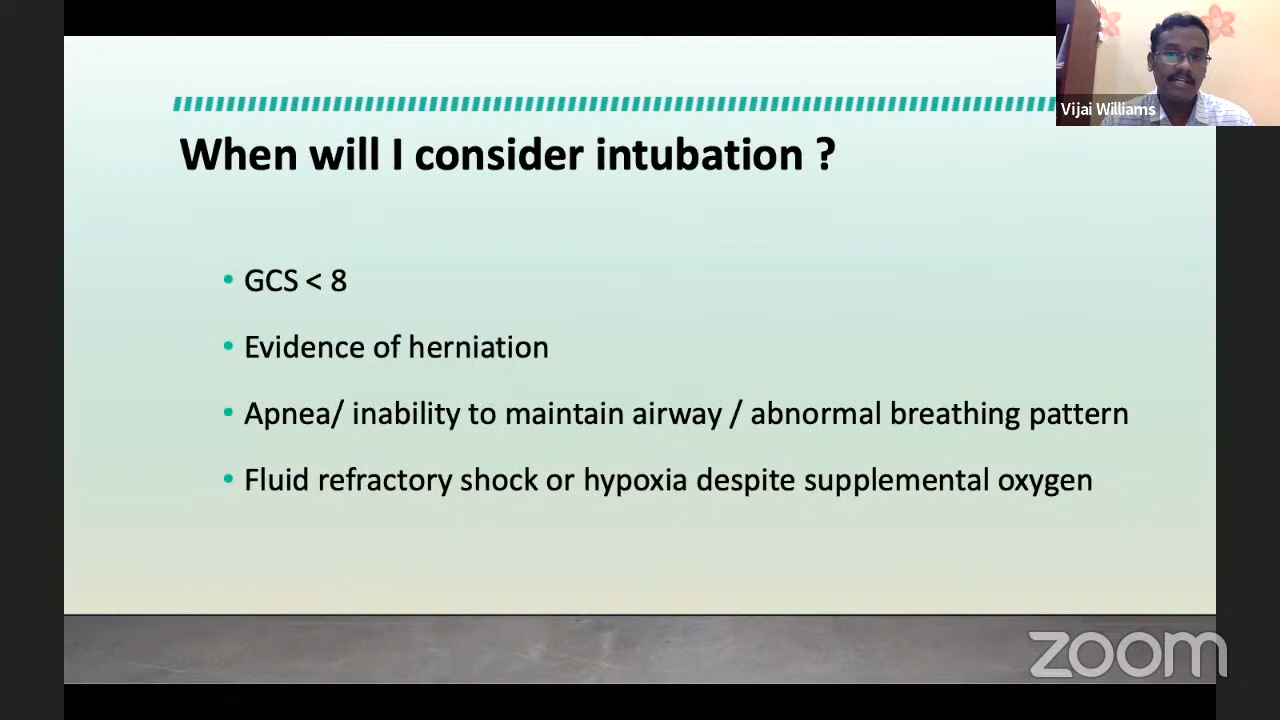 Vijai Williams
When will I consider intubation ?
• GCS < 8
• Evidence of herniation
• Apnea/ inability to maintain airway / abnormal breathing pattern
• Fluid refractory shock or hypoxia despite supplemental oxygen
zoom